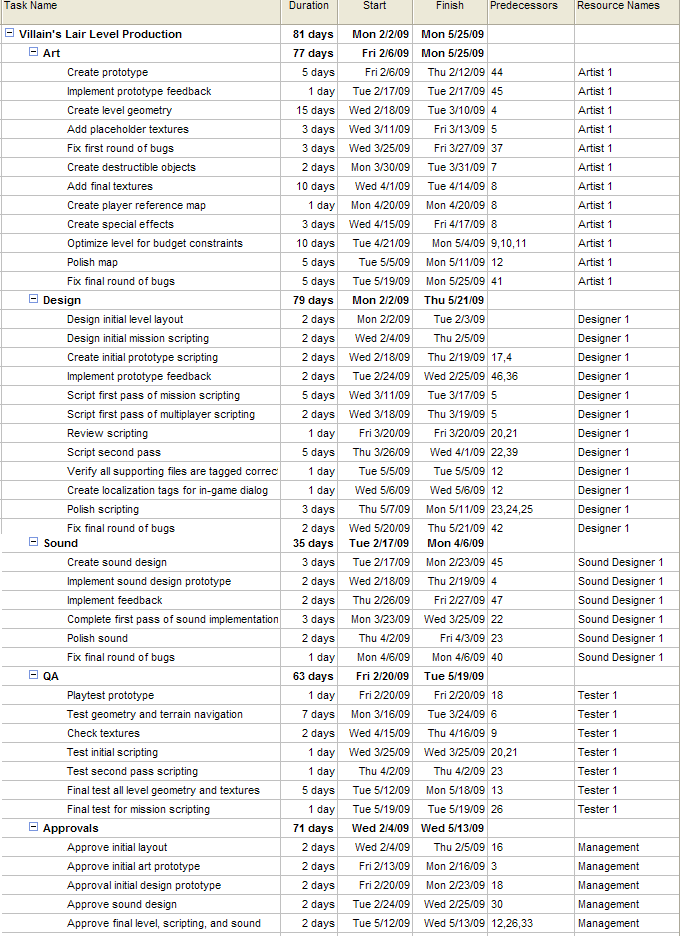 Task Name Duration Start Finish Predecessors Resource Names
Villain's Lair Level Production 81 days Mon 2/2/09 Mon 5/25/09
Art 77 days Fri 2/6/09 Mon 5/25/09
Create prototype 5 days Fri 2/6/09 Thu 2/12/09 44 Artist 1
Implement prototype feedback 1 day Tue 2/17/09 Tue 2/17/09 45 Artist 1
Create level geometry 15 days Wed 2/18/09 Tue 3/10/09 4 Artist 1
Add placeholder textures 3 days Wed 3/11/09 Fri 3/13/09 5 Artist 1
Fix first round of bugs 3 days Wed 3/25/09 Fri 3/27/09 37 Artist 1
Create destructible objects 2 days Mon 3/30/09 Tue 3/31/09 7 Artist 1
Add final textures 10 days Wed 4/1/09 Tue 4/14/09 8 Artist 1
Create player reference map 1 day Mon 4/20/09 Mon 4/20/09 8 Artist 1
Create special effects 3 days Wed 4/15/09 Fri 4/17/09 8 Artist 1
Optimize level for budget constraints 10 days Tue 4/21/09 Mon 5/4/09 9,10,11 Artist 1
Polish map 5 days Tue 5/5/09 Mon 5/11/09 12 Artist 1
Fix final round of bugs 5 days Tue 5/19/09 Mon 5/25/09 41 Artist 1
Design 79 days Mon 2/2/09 Thu 5/21/09
Design initial level layout 2 days Mon 2/2/09 Tue 2/3/09 Designer 1
Design initial mission scripting 2 days Wed 2/4/09 Thu 2/5/09 Designer 1
Create initial prototype scripting 2 days Wed 2/18/09 Thu 2/19/09 17,4 Designer 1
Implement prototype feedback 2 days Tue 2/24/09 Wed 2/25/09 46,36 Designer 1
Script first pass of mission scripting 5 days Wed 3/11/09 Tue 3/17/09 5 Designer 1
Script first pass of multiplayer scripting 2 days Wed 3/18/09 Thu 3/19/09 5 Designer 1
Review scripting 1 day Fri 3/20/09 Fri 3/20/09 20,21 Designer 1
Script second pass 5 days Thu 3/26/09 Wed 4/1/09 22,39 Designer 1
Verify all supporting files are tagged correc 1 day Tue 5/5/09 Tue 5/5/09 12 Designer 1
Create localization tags for in-game dialog 1 day Wed 5/6/09 Wed 5/6/09 12 Designer 1
Polish scripting 3 days Thu 5/7/09 Mon 5/11/09 23,24,25 Designer 1
Fix final round of bugs 2 days Wed 5/20/09 Thu 5/21/09 42 Designer 1
Sound 35 days Tue 2/17/09 Mon 4/6/09
Create sound design 3 days Tue 2/17/09 Mon 2/23/09 45 Sound Designer 1
Implement sound design prototype 2 days Wed 2/18/09 Thu 2/19/09 4 Sound Designer 1
Implement feedback 2 days Thu 2/26/09 Fri 2/27/09 47 Sound Designer 1
Complete first pass of sound implementation 3 days Mon 3/23/09 Wed 3/25/09 22 Sound Designer 1
Polish sound 2 days Thu 4/2/09 Fri 4/3/09 23 Sound Designer 1
Fix final round of bugs 1 day Mon 4/6/09 Mon 4/6/09 40 Sound Designer 1
QA 63 days Fri 2/20/09 Tue 5/19/09
Playtest prototype 1 day Fri 2/20/09 Fri 2/20/09 18 Tester 1
Test geometry and terrain navigation 7 days Mon 3/16/09 Tue 3/24/09 6 Tester 1
Check textures 2 days Wed 4/15/09 Thu 4/16/09 9 Tester 1
Test initial scripting 1 day Wed 3/25/09 Wed 3/25/09 20,21 Tester 1
Test second pass scripting 1 day Thu 4/2/09 Thu 4/2/09 23 Tester 1
Final test all level geometry and textures 5 days Tue 5/12/09 Mon 5/18/09 13 Tester 1
Final test for mission scripting 1 day Tue 5/19/09 Tue 5/19/09 26 Tester 1
Approvals 71 days Wed 2/4/09 Wed 5/13/09
Approve initial layout 2 days Wed 2/4/09 Thu 2/5/09 16 Management
Approve initial art prototype 2 days Fri 2/13/09 Mon 2/16/09 3 Management
Approval initial design prototype 2 days Fri 2/20/09 Mon 2/23/09 18 Management
Approve sound design 2 days Tue 2/24/09 Wed 2/25/09 30 Management
Approve final level, scripting, and sound 2 days Tue 5/12/09 Wed 5/13/09 12,26,33 Management